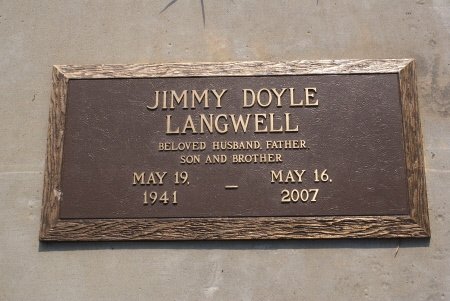 JIMMY DOYLE
LANGWELL
BELOVED HUSBAND, FATHER,
SON AND BROTHER
MAY 19, — MAY 16,
1941 2007